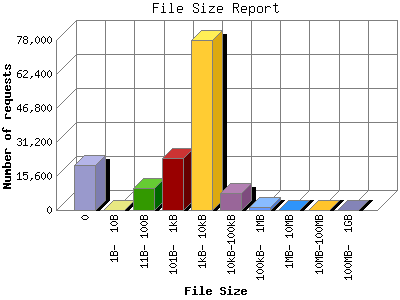 File Size Report
78,000
62,400
46,800
31,200
15,600
0
Number of requests
0
1B- 10B
11B- 100B
101B- 1kB
1kB- 10kB
10kB-100kB
100kB- 1MB
1MB- 10MB
10MB-100MB
100MB- 1GB
File Size